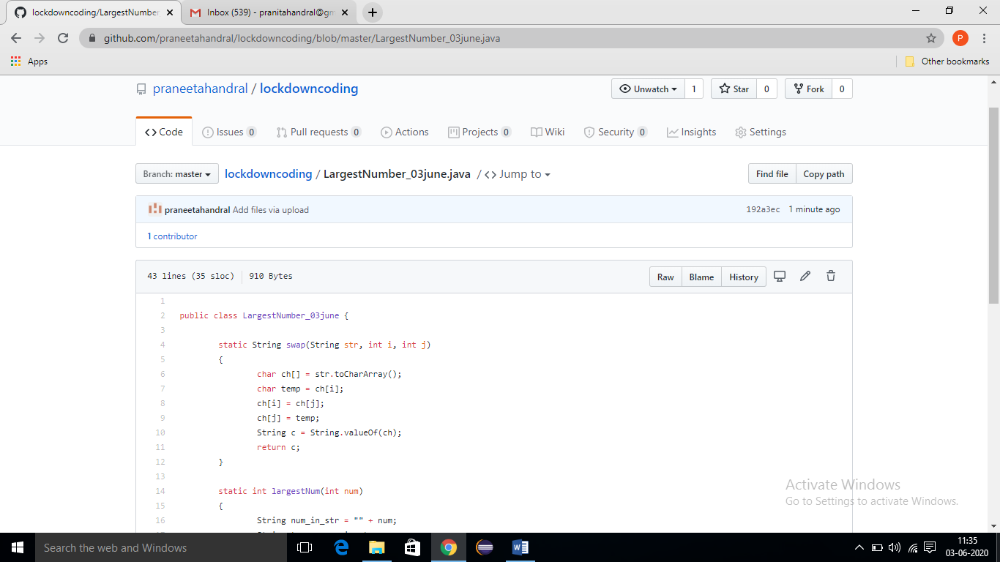 lockdowncoding/LargestNumber
Inbox (539) - pranitahandral@gm
github.com/praneetahandral/lockdowncoding/blob/master/LargestNumber_03june.java
P
Apps
Other bookmarks
praneetahandral / lockdowncoding
Unwatch 1 Star 0 Fork 0
Code Issues 0 Pull requests 0 Actions Projects 0 Wiki Security 0 Insights Settings
Branch: master lockdowncoding / LargestNumber_03june.java / <> Jump to Find file Copy path
praneetahandral Add files via upload 192a3ec 1 minute ago
1 contributor
43 lines (35 sloc) 910 Bytes Raw Blame History
1
2 public class LargestNumber_03june {
3
4 static String swap(String str, int i, int j)
5 {
6 char ch[] = str.toCharArray();
7 char temp = ch[i];
8 ch[i] = ch[j];
9 ch[j] = temp;
10 String c = String.valueOf(ch);
11 return c;
12 }
13
14 static int largestNum(int num)
15 {
16 String num_in_str = "" + num;
Activate Windows
Go to Settings to activate Windows.
Search the web and Windows
11:35
03-06-2020